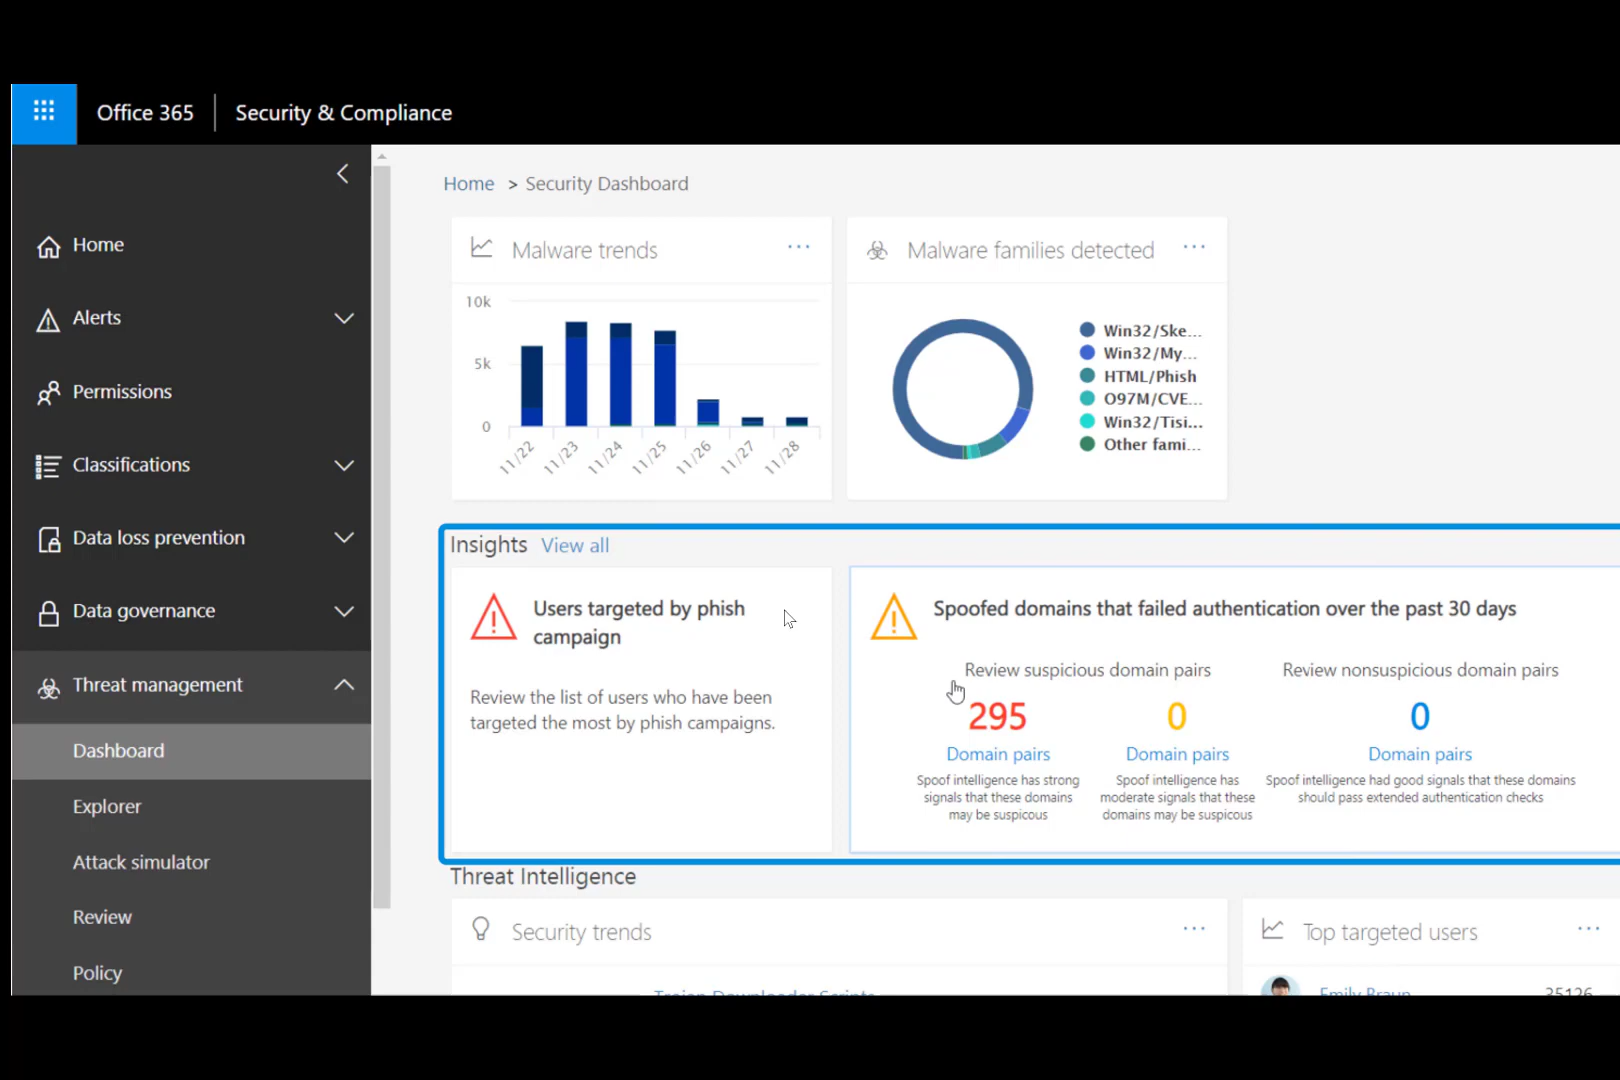 Office 365
Security & Compliance
Home > Security Dashboard
Home
Alerts
Permissions
Classifications
Data loss prevention
Data governance
Threat management
Dashboard
Explorer
Attack simulator
Review
Policy
Malware trends
10k
5k
0
11/22
11/23
11/24
11/25
11/26
11/27
11/28
Malware families detected
Win32/Ske...
Win32/My...
HTML/Phish
O97M/CVE...
Win32/Tisi...
Other fami...
Insights View all
Users targeted by phish
campaign
Review the list of users who have been
targeted the most by phish campaigns.
Spoofed domains that failed authentication over the past 30 days
Review suspicious domain pairs
295
Domain pairs
Spoof intelligence has strong
signals that these domains
may be suspicous
0
Domain pairs
Spoof intelligence has
moderate signals that these
domains may be suspicous
Review nonsuspicious domain pairs
0
Domain pairs
Spoof intelligence had good signals that these domains
should pass extended authentication checks
Threat Intelligence
Security trends
Trojan Downloader Scripts
Top targeted users
Emily Braun
35126